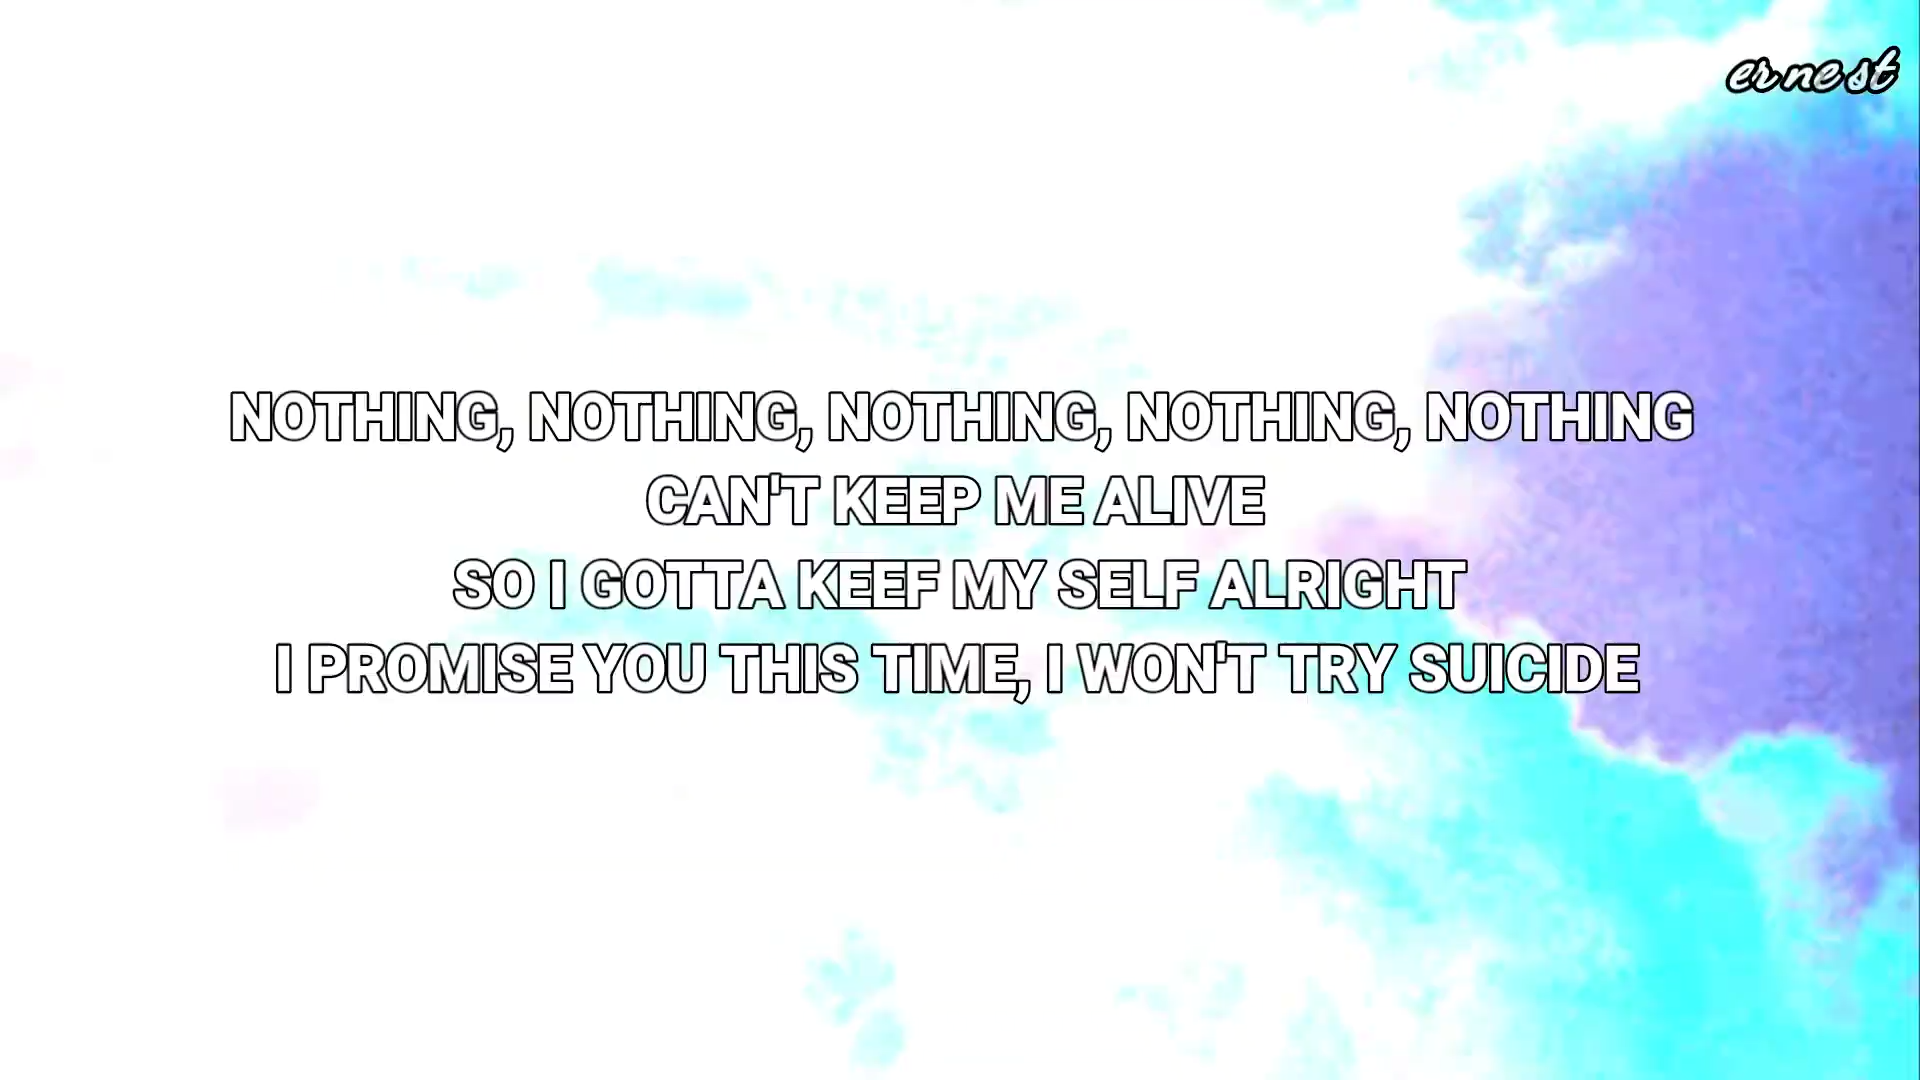 ernest
NOTHING, NOTHING, NOTHING, NOTHING, NOTHING
CAN'T KEEP ME ALIVE
SO I GOTTA KEEF MY SELF ALRIGHT
I PROMISE YOU THIS TIME, I WON'T TRY SUICIDE